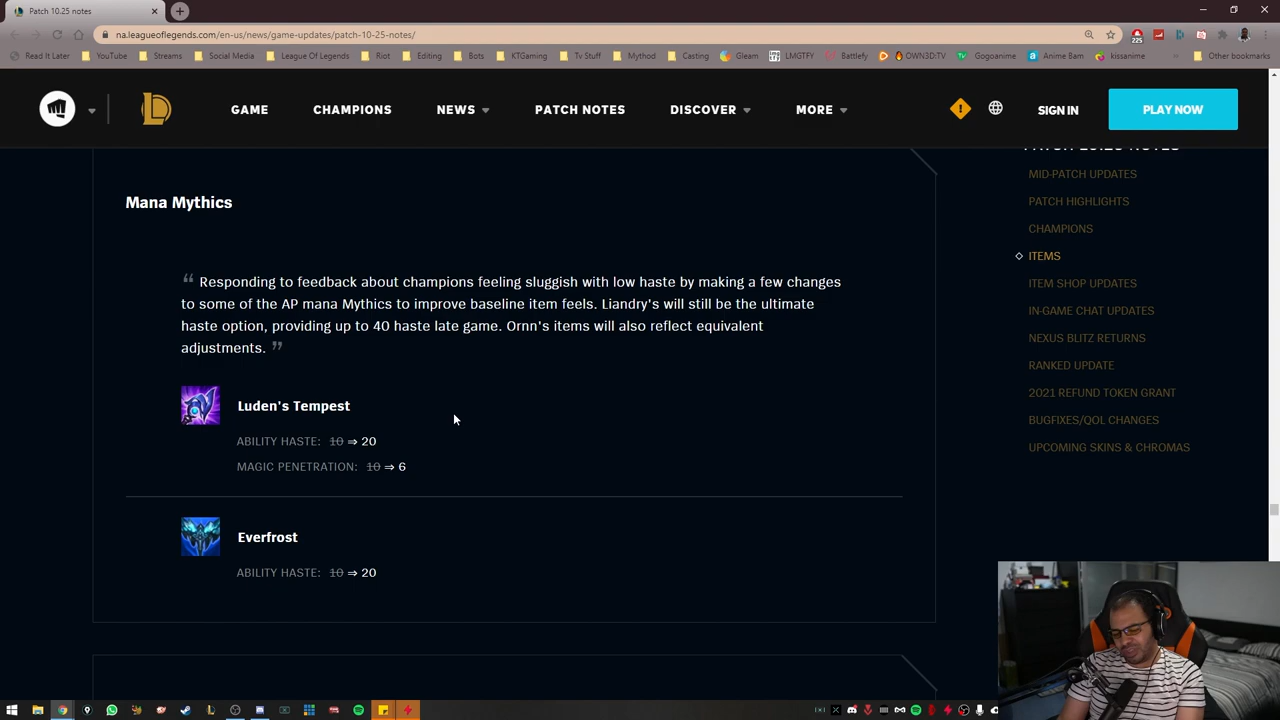 Patch 10.25 notes
na.leagueoflegends.com/en-us/news/game-updates/patch-10-25-notes/
225
Read It Later YouTube Streams Social Media League Of Legends Riot Editing Bots KTGaming Tv Stuff Mythod Casting Gleam LMGTFY Battlefy OWN3D:TV Gogoanime Anime Bam kissanime » Other bookmarks
GAME CHAMPIONS NEWS PATCH NOTES DISCOVER MORE SIGN IN PLAY NOW
PATCH 10.25 NOTES
MID-PATCH UPDATES
PATCH HIGHLIGHTS
CHAMPIONS
ITEMS
ITEM SHOP UPDATES
IN-GAME CHAT UPDATES
NEXUS BLITZ RETURNS
RANKED UPDATE
2021 REFUND TOKEN GRANT
BUGFIXES/QOL CHANGES
UPCOMING SKINS & CHROMAS
Mana Mythics
“ Responding to feedback about champions feeling sluggish with low haste by making a few changes
to some of the AP mana Mythics to improve baseline item feels. Liandry's will still be the ultimate
haste option, providing up to 40 haste late game. Ornn's items will also reflect equivalent
adjustments. ”
Luden's Tempest
ABILITY HASTE: 10 ⇒ 20
MAGIC PENETRATION: 10 ⇒ 6
Everfrost
ABILITY HASTE: 10 ⇒ 20